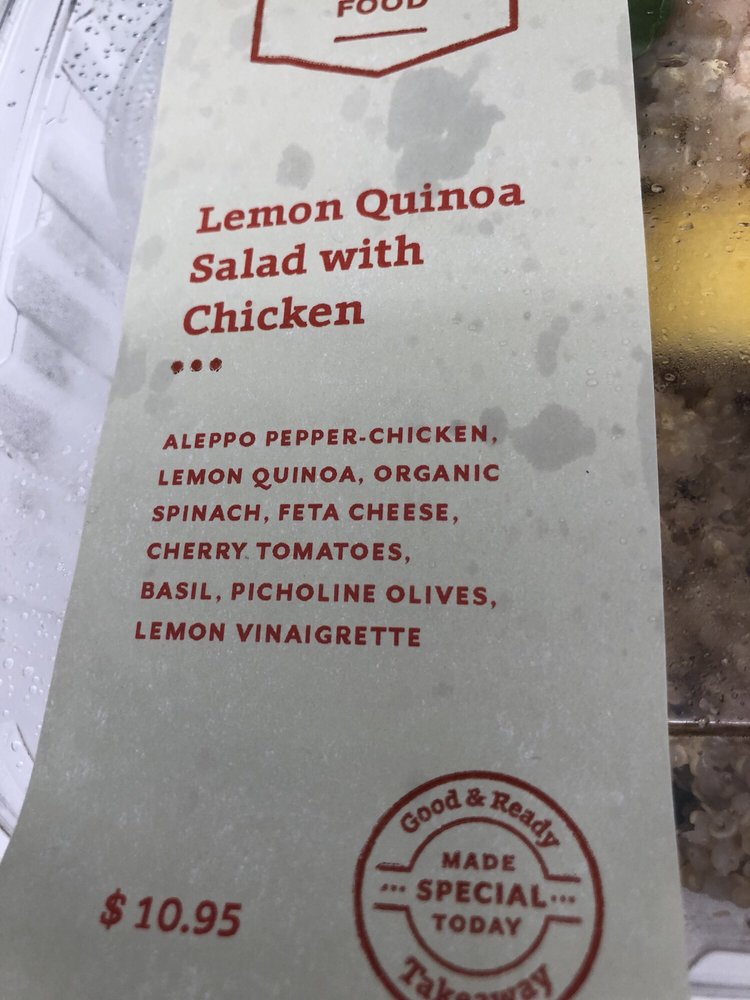 FOOD
Lemon Quinoa
Salad with
Chicken
ALEPPO PEPPER-CHICKEN,
LEMON QUINOA, ORGANIC
SPINACH, FETA CHEESE,
CHERRY TOMATOES,
BASIL, PICHOLINE OLIVES,
LEMON VINAIGRETTE
$10.95
Good & Ready
MADE
SPECIAL
TODAY
Takeaway